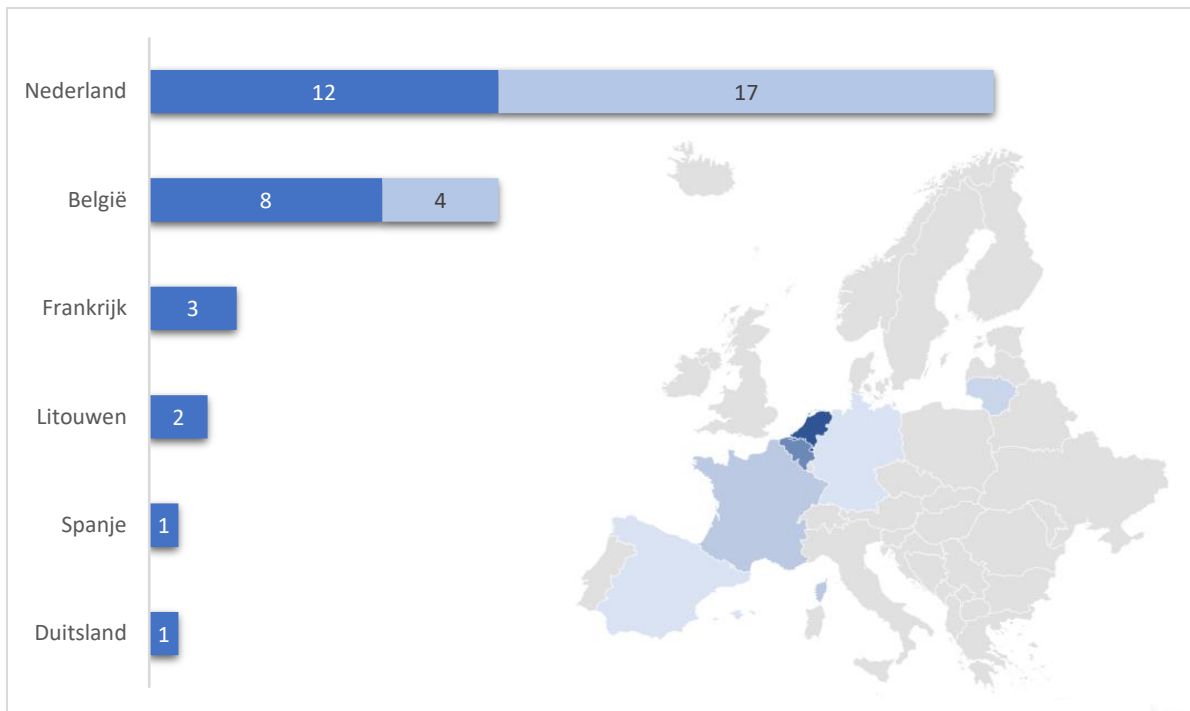 Nederland 12 17
België 8 4
Frankrijk 3
Litouwen 2
Spanje 1
Duitsland 1